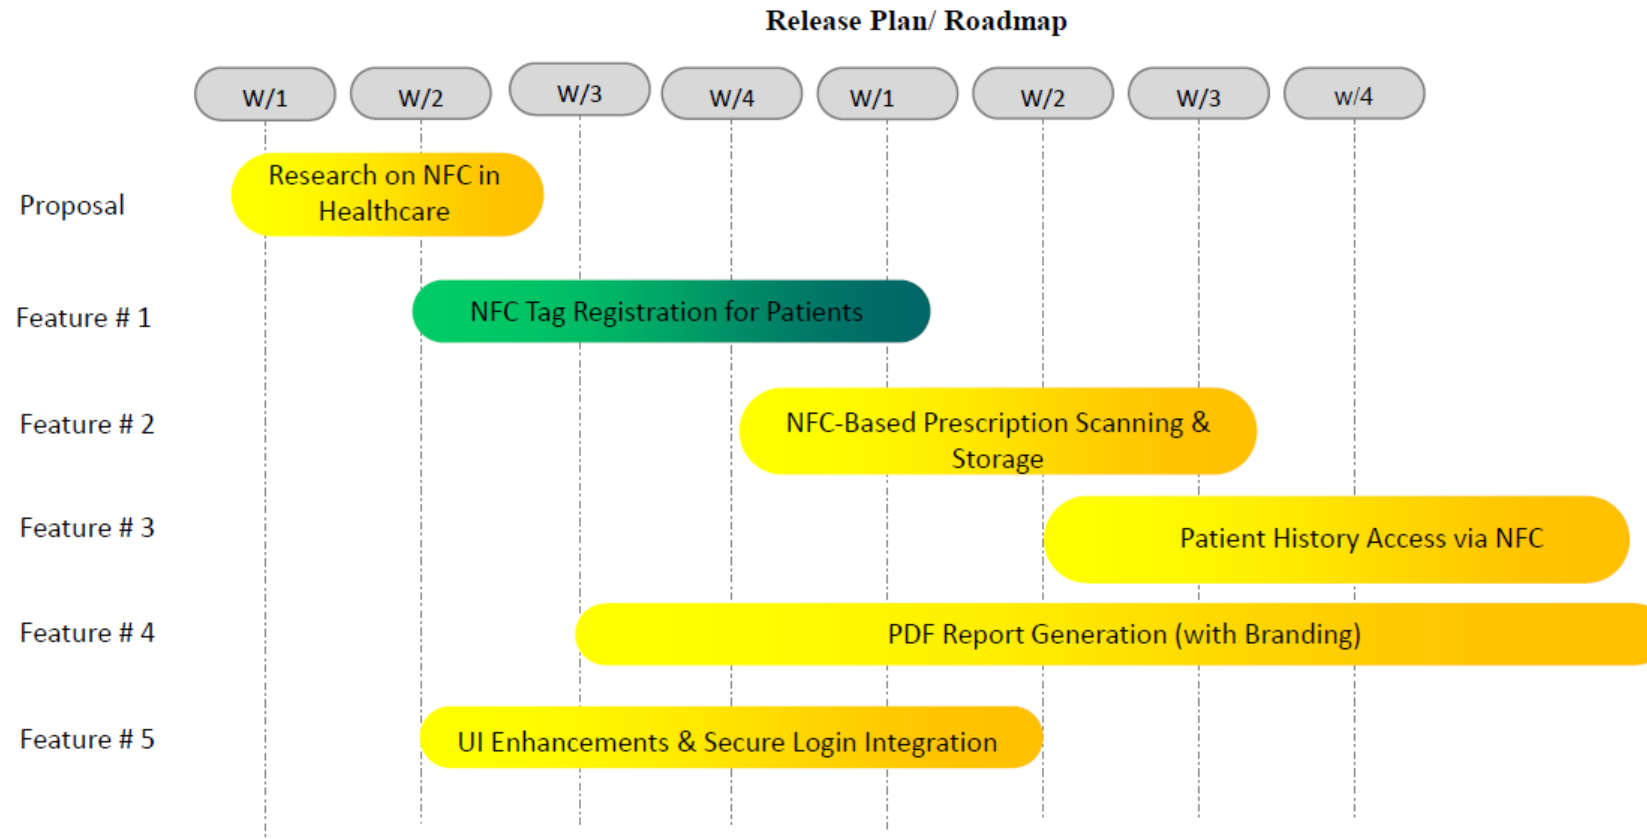 Release Plan/ Roadmap
W/1
W/2
W/3
W/4
W/1
W/2
W/3
w/4
Proposal
Research on NFC in
Healthcare
Feature # 1
NFC Tag Registration for Patients
Feature # 2
NFC-Based Prescription Scanning &
Storage
Feature # 3
Patient History Access via NFC
Feature # 4
PDF Report Generation (with Branding)
Feature # 5
UI Enhancements & Secure Login Integration